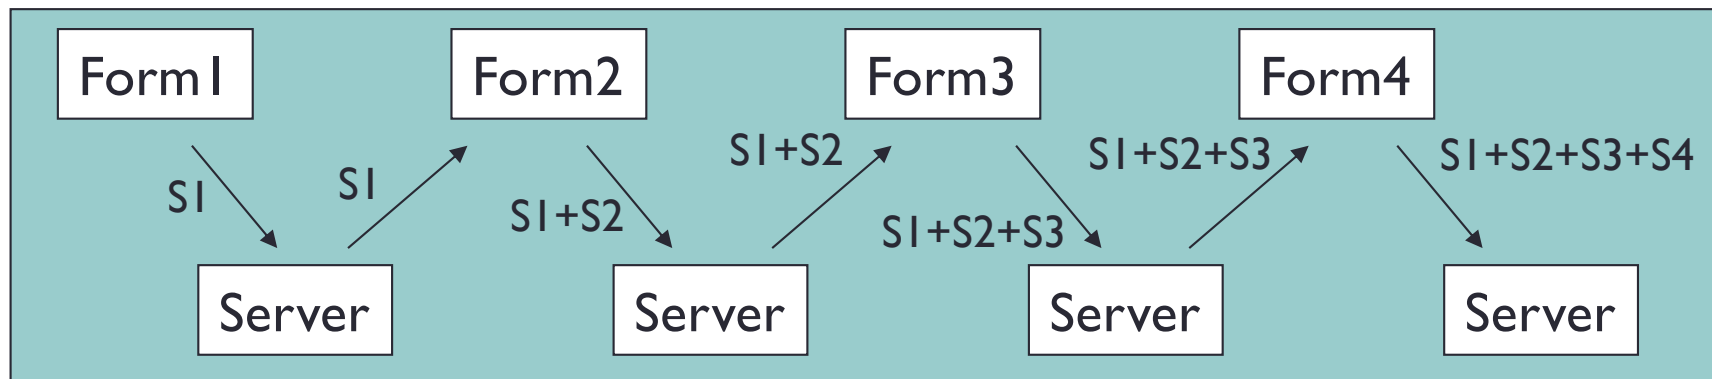 Form1
Form2
Form3
Form4
S1+S2
S1+S2+S3
S1+S2+S3+S4
S1
S1
S1+S2
S1+S2+S3
Server
Server
Server
Server